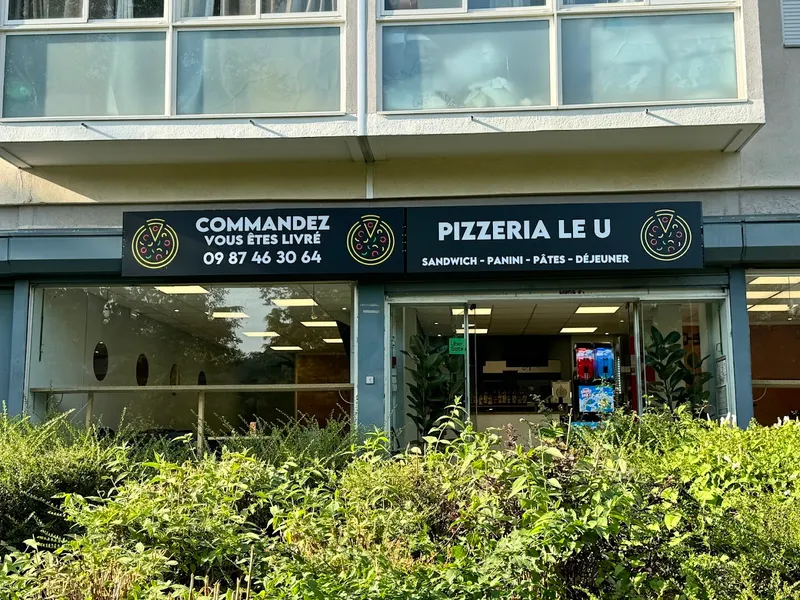 COMMANDEZ
VOUS ÊTES LIVRÉ
09 87 46 30 64
PIZZERIA LE U
SANDWICH - PANINI - PÂTES - DÉJEUNER